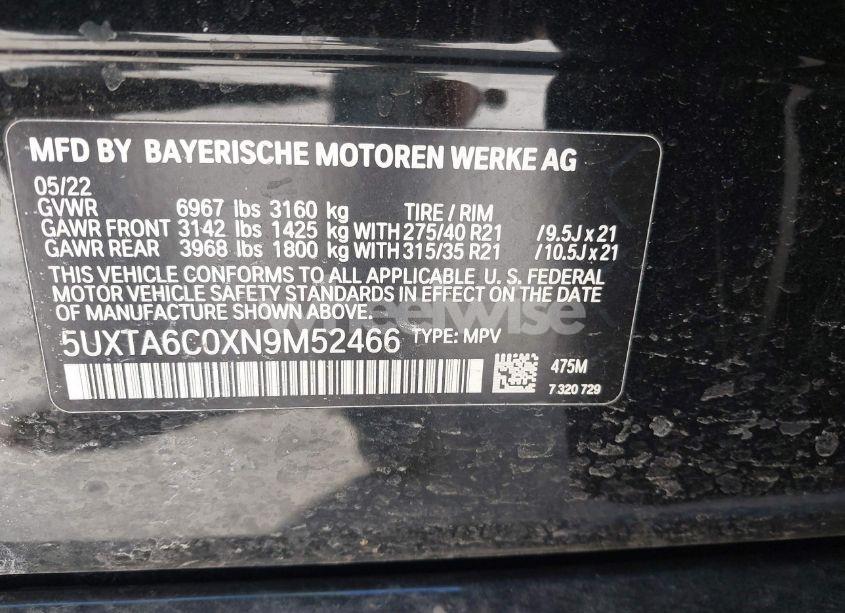 MFD BY BAYERISCHE MOTOREN WERKE AG
05/22
GVWR 6967 lbs 3160 kg TIRE / RIM
GAWR FRONT 3142 lbs 1425 kg WITH 275/40 R21 / 9.5J x 21
GAWR REAR 3968 lbs 1800 kg WITH 315/35 R21 / 10.5J x 21
THIS VEHICLE CONFORMS TO ALL APPLICABLE U. S. FEDERAL
MOTOR VEHICLE SAFETY STANDARDS IN EFFECT ON THE DATE
OF MANUFACTURE SHOWN ABOVE.
wheelwise
5UXTA6C0XN9M52466 TYPE: MPV
475M
7 320 729